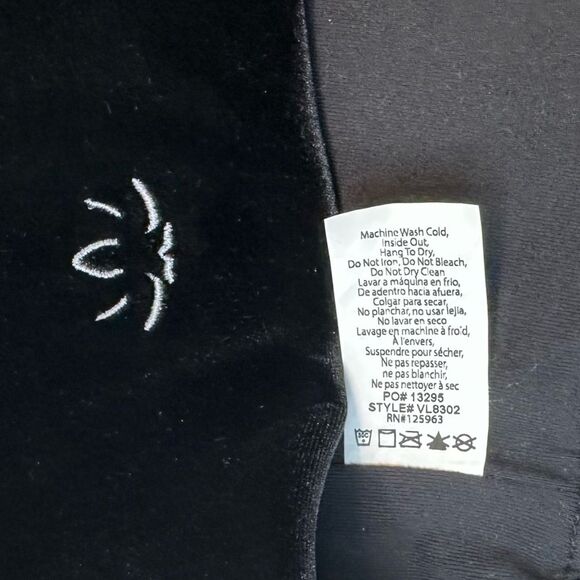 Machine Wash Cold,
Inside Out,
Hang To Dry,
Do Not Iron, Do Not Bleach,
Do Not Dry Clean
Lavar a máquina en frio,
De adentro hacia afuera,
Colgar para secar,
No planchar, no usar lejia,
No lavar en seco
Lavage en machine à fro'd,
À l'envers,
Suspendre pour sécher,
Ne pas repasser,
ne pas blanchir,
Ne pas nettoyer à sec
PO# 13295
STYLE# VL8302
RN#125963